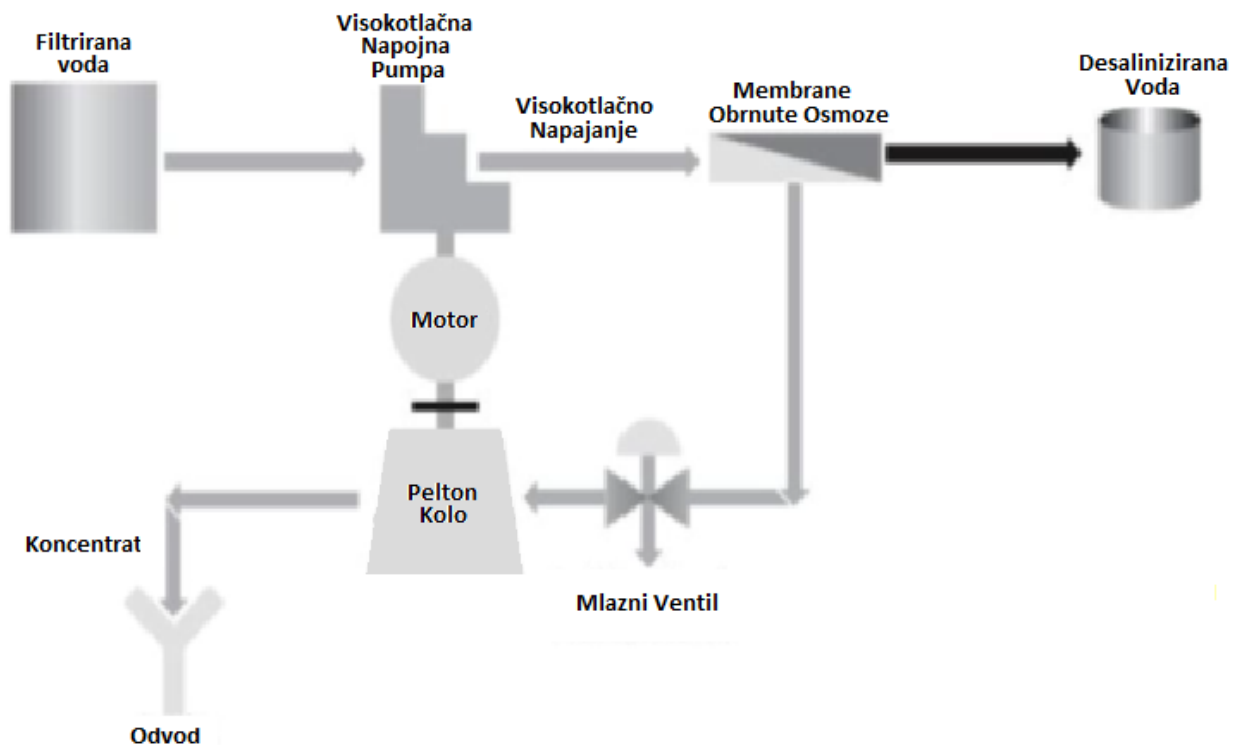 Filtrirana
voda
Visokotlačna
Napojna
Pumpa
Visokotlačno
Napajanje
Membrane
Obrnute Osmoze
Desalinizirana
Voda
Motor
Pelton
Kolo
Koncentrat
Mlazni Ventil
Odvod